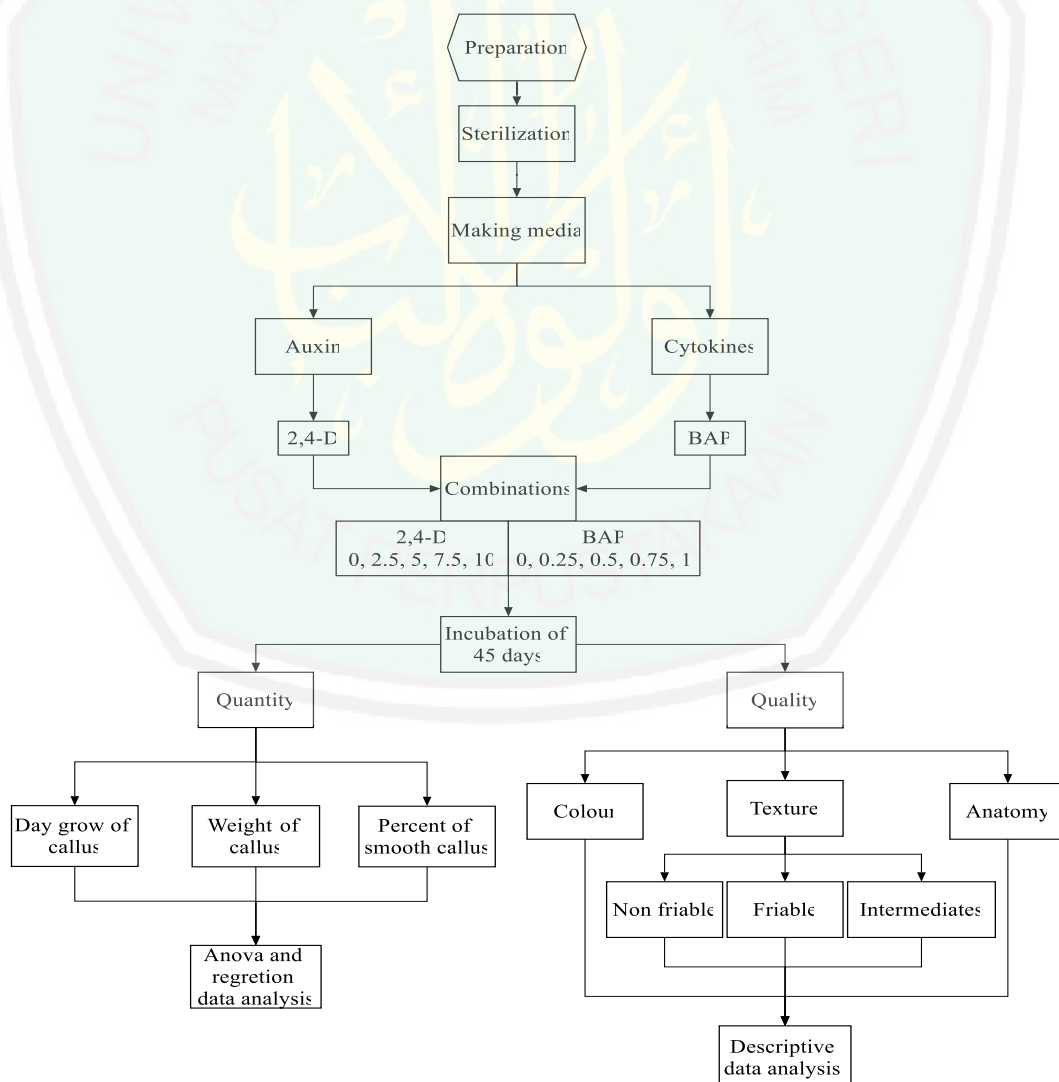 Preparation
Sterilization
Making media
Auxin
Cytokines
2,4-D
BAP
Combinations
2,4-D
0, 2.5, 5, 7.5, 10
BAP
0, 0.25, 0.5, 0.75, 1
Incubation of
45 days
Quantity
Quality
Day grow of
callus
Weight of
callus
Percent of
smooth callus
Colour
Texture
Anatomy
Non friable
Friable
Intermediates
Anova and
regretion
data analysis
Descriptive
data analysis
PUSAT PERPUSTAKAAN